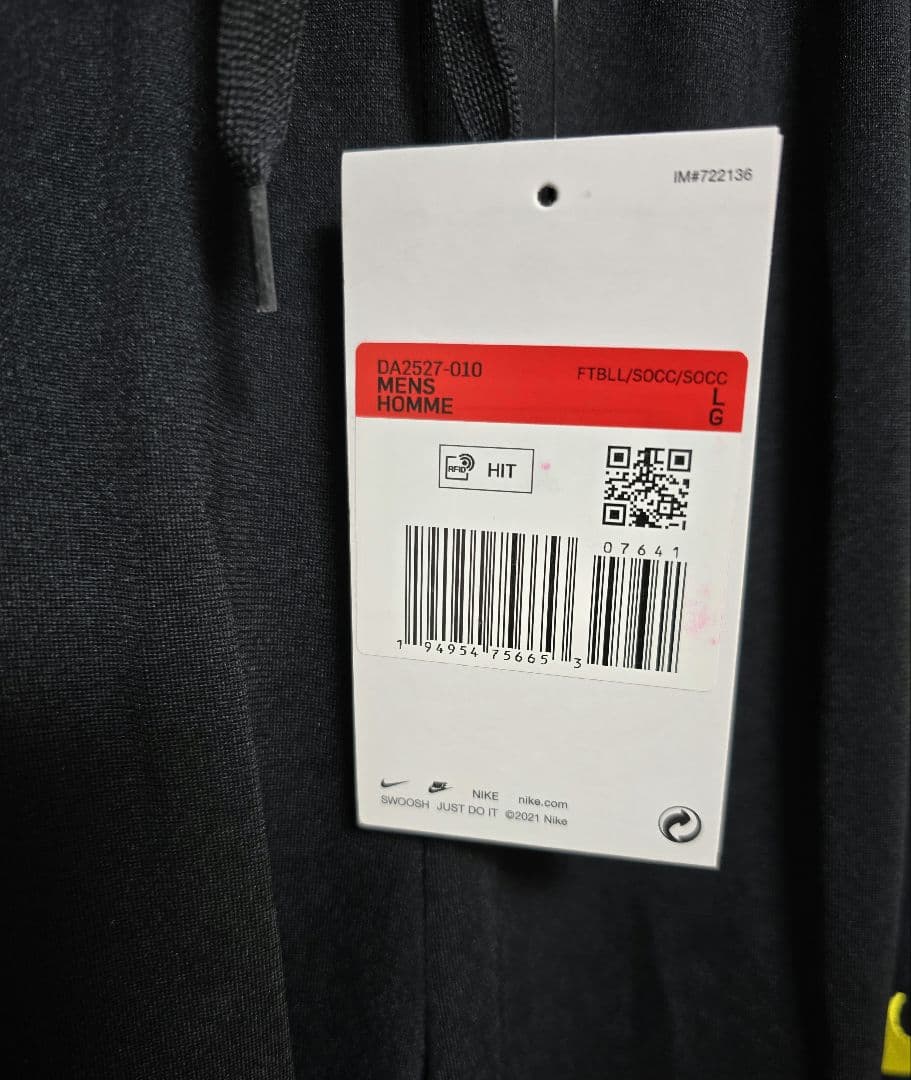 IM#722136
DA2527-010
FTBLL/SOCC/SOCC
MENS
L
HOMME
G
RFID HIT
07641
1 94954 75665 3
NIKE nike.com
SWOOSH JUST DO IT ©2021 Nike